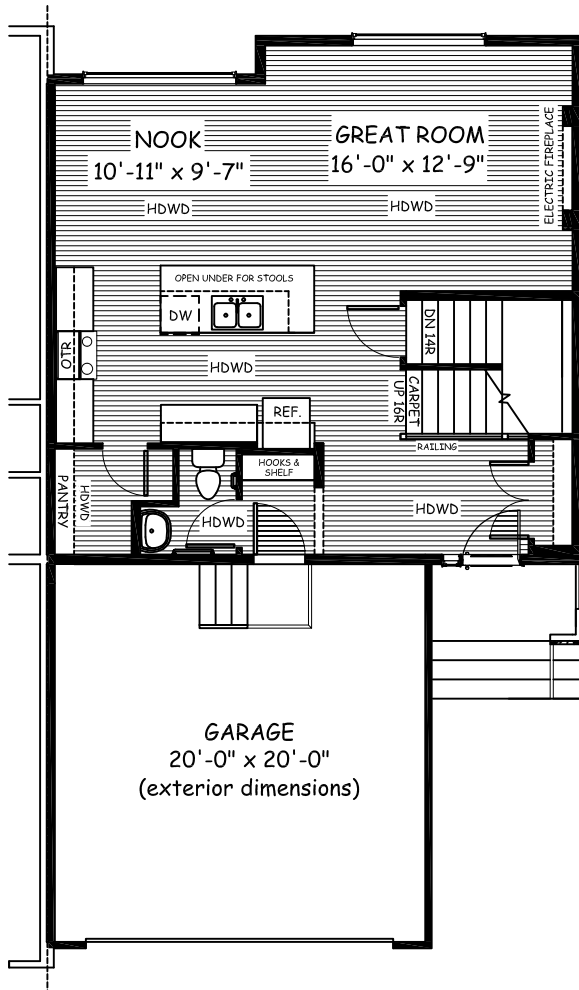 NOOK
10'-11" x 9'-7"
HDWD
GREAT ROOM
16'-0" x 12'-9"
HDWD
ELECTRIC FIREPLACE
OPEN UNDER FOR STOOLS
DW
OTR
HDWD
DN 14R
CARPET
UP 16R
REF.
RAILING
HOOKS &
SHELF
PANTRY
HDWD
HDWD
HDWD
GARAGE
20'-0" x 20'-0"
(exterior dimensions)